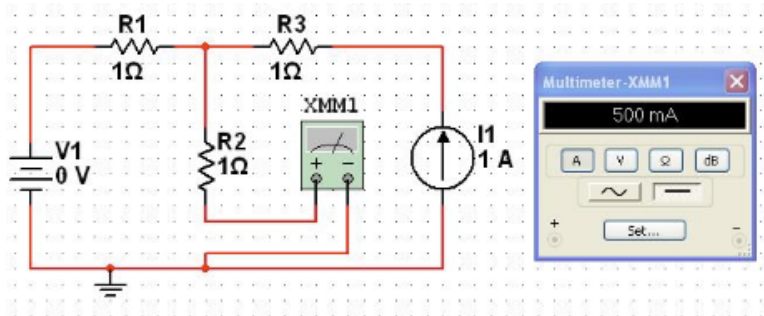 R1
1Ω
R3
1Ω
XMM1
+ −
V1
0 V
R2
1Ω
I1
1 A
Multimeter-XMM1
500 mA
A V Ω dB
Set...
+ −